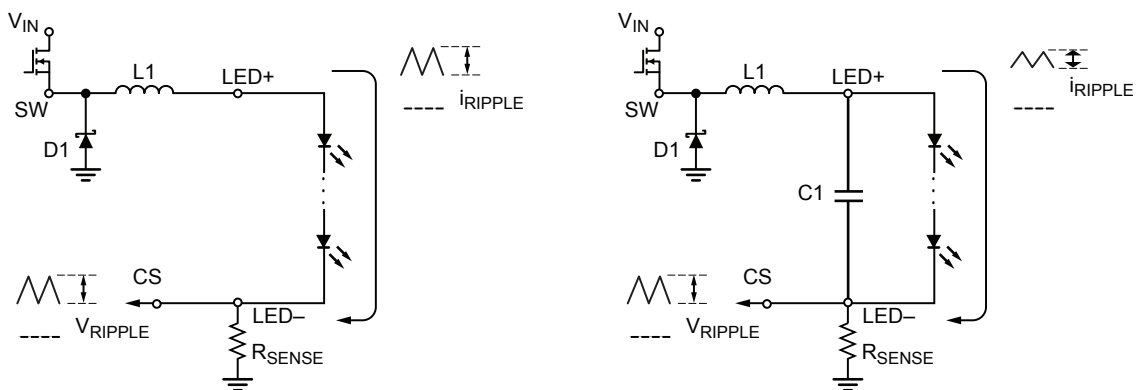 VIN
L1
LED+
SW
D1
iRIPPLE
CS
VRIPPLE
LED–
RSENSE
VIN
L1
LED+
SW
D1
C1
iRIPPLE
CS
VRIPPLE
LED–
RSENSE